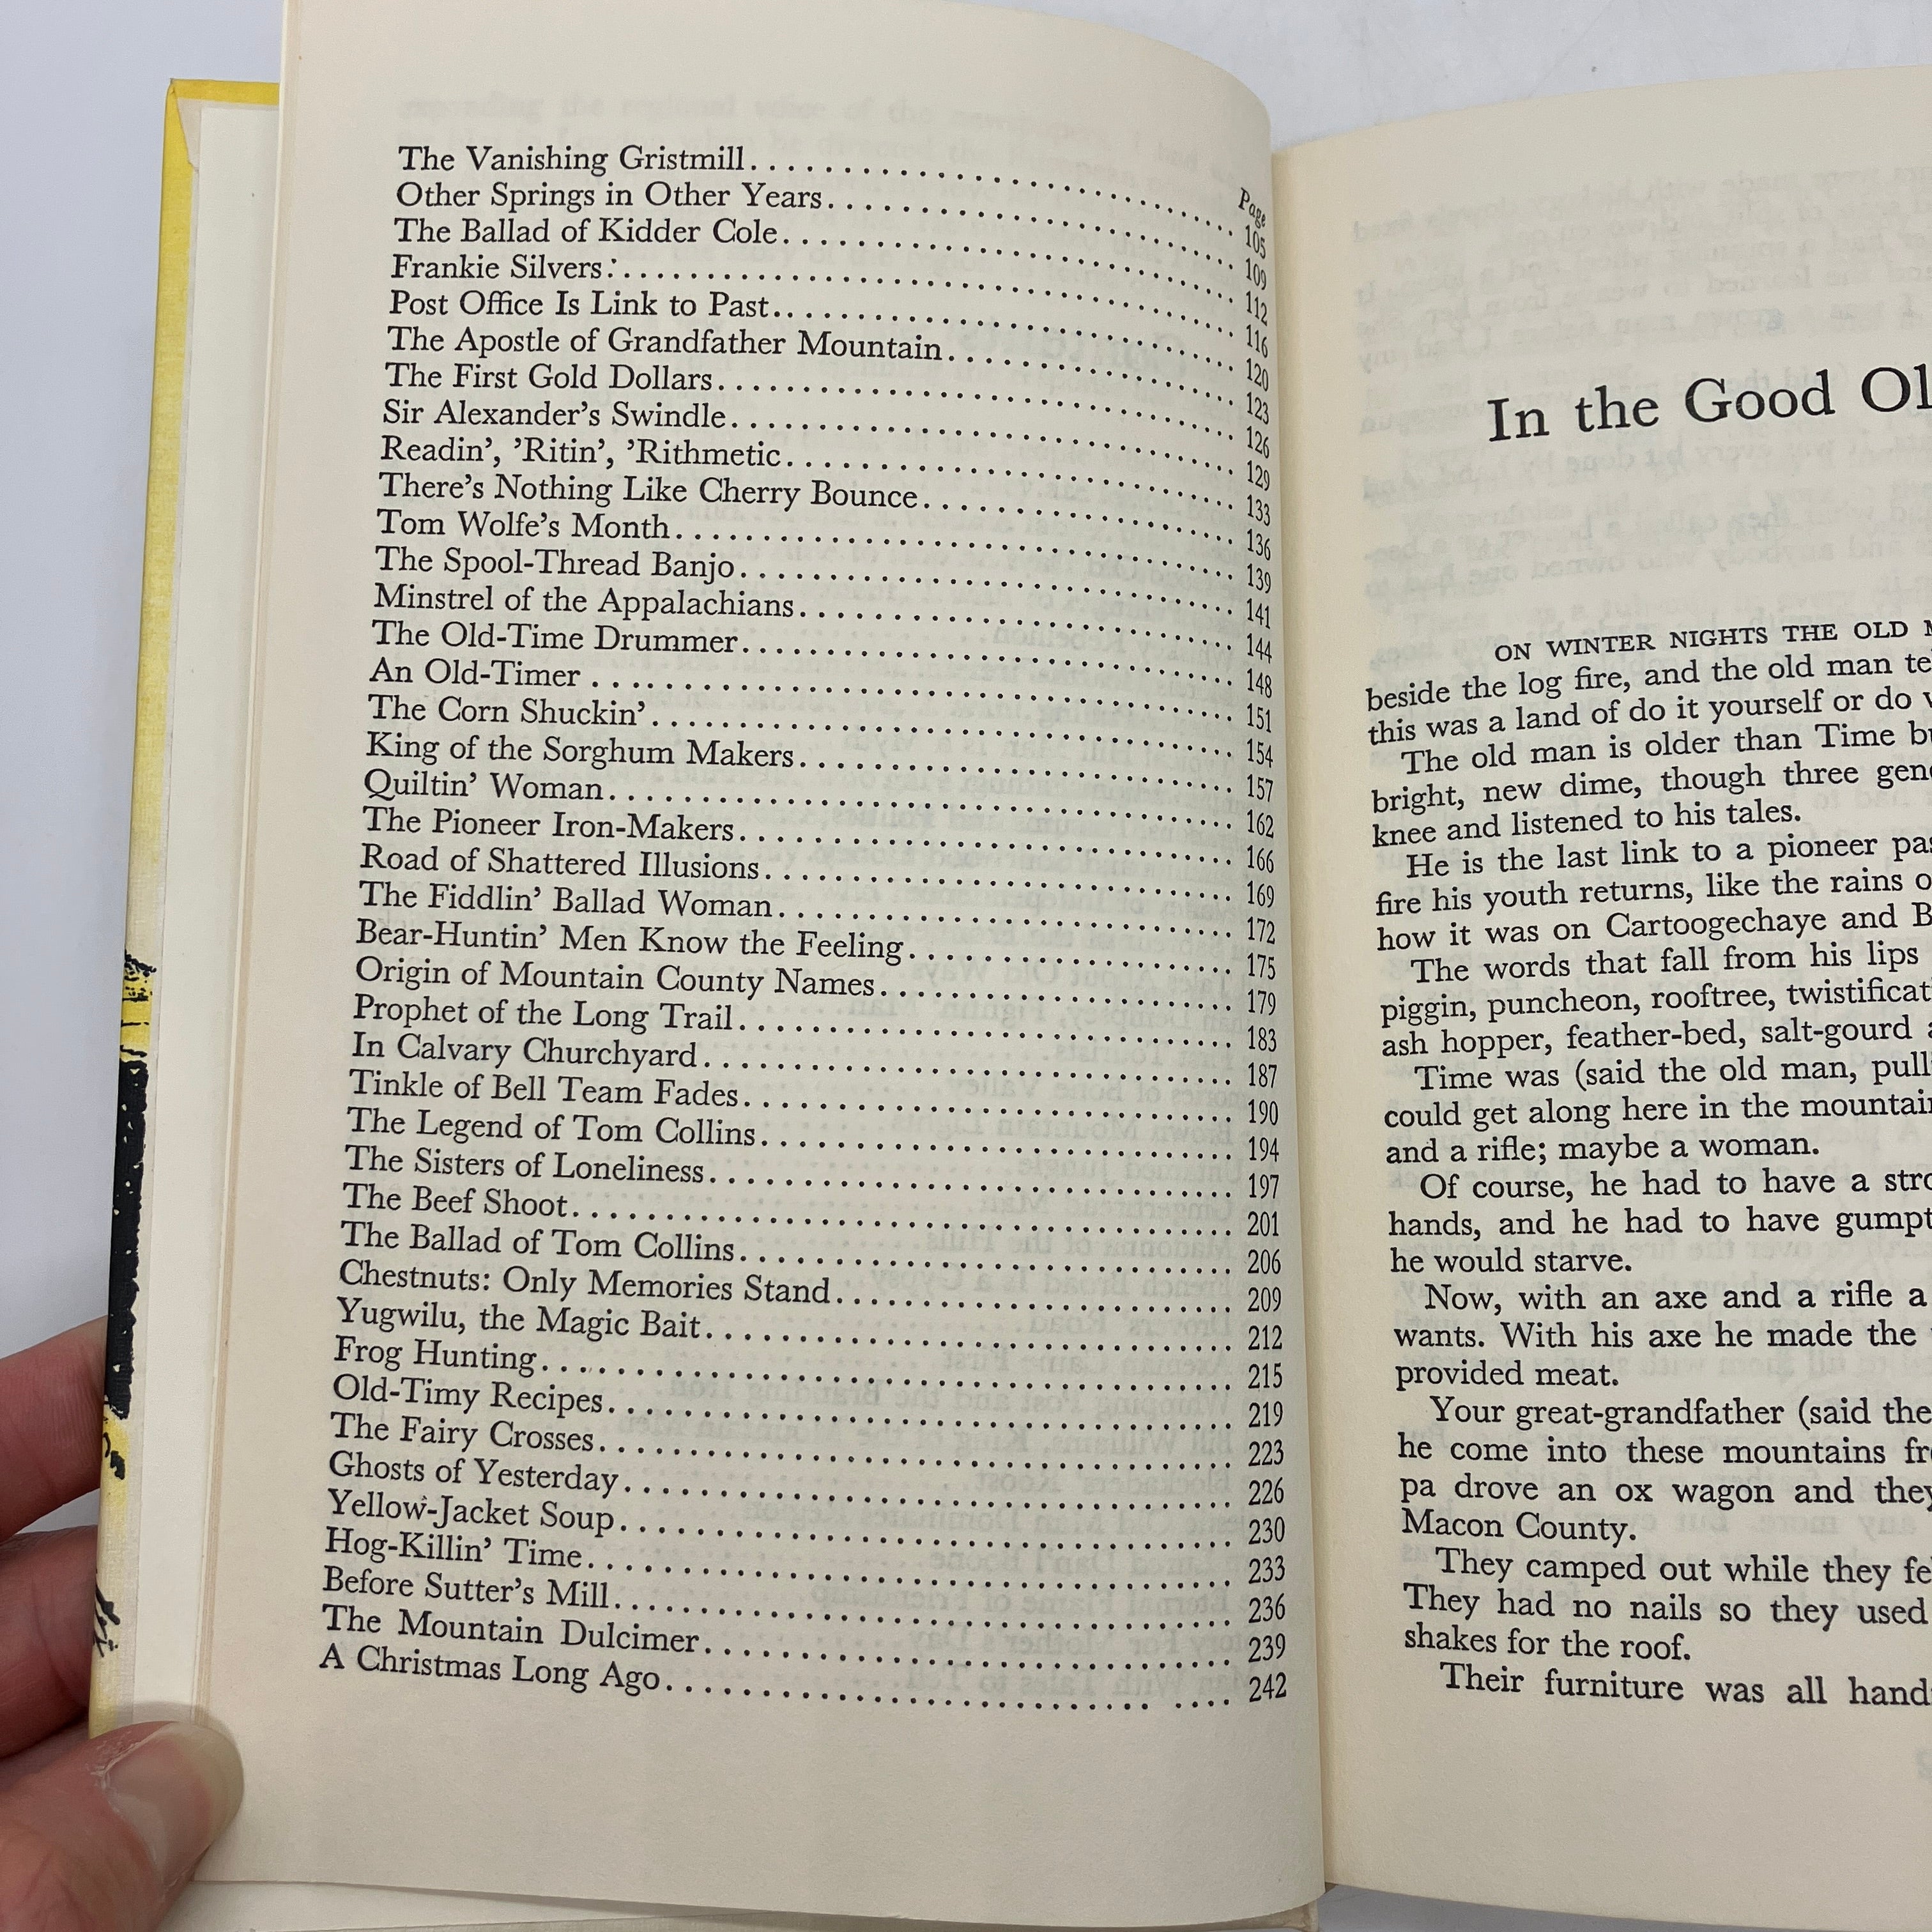 Page
The Vanishing Gristmill 105
Other Springs in Other Years 109
The Ballad of Kidder Cole 112
Frankie Silvers 116
Post Office Is Link to Past 120
The Apostle of Grandfather Mountain 123
The First Gold Dollars 126
Sir Alexander's Swindle 129
Readin', 'Ritin', 'Rithmetic 133
There's Nothing Like Cherry Bounce 136
Tom Wolfe's Month 139
The Spool-Thread Banjo 141
Minstrel of the Appalachians 144
The Old-Time Drummer 148
An Old-Timer 151
The Corn Shuckin' 154
King of the Sorghum Makers 157
Quiltin' Woman 162
The Pioneer Iron-Makers 166
Road of Shattered Illusions 169
The Fiddlin' Ballad Woman 172
Bear-Huntin' Men Know the Feeling 175
Origin of Mountain County Names 179
Prophet of the Long Trail 183
In Calvary Churchyard 187
Tinkle of Bell Team Fades 190
The Legend of Tom Collins 194
The Sisters of Loneliness 197
The Beef Shoot 201
The Ballad of Tom Collins 206
Chestnuts: Only Memories Stand 209
Yugwilu, the Magic Bait 212
Frog Hunting 215
Old-Timy Recipes 219
The Fairy Crosses 223
Ghosts of Yesterday 226
Yellow-Jacket Soup 230
Hog-Killin' Time 233
Before Sutter's Mill 236
The Mountain Dulcimer 239
A Christmas Long Ago 242
In the Good Ol
ON WINTER NIGHTS THE OLD
beside the log fire, and the old man te
this was a land of do it yourself or do
The old man is older than Time b
bright, new dime, though three gen
knee and listened to his tales.
He is the last link to a pioneer pa
fire his youth returns, like the rains o
how it was on Cartoogechaye and B
The words that fall from his lips
piggin, puncheon, rooftree, twistificat
ash hopper, feather-bed, salt-gourd
Time was (said the old man, pull
could get along here in the mountai
and a rifle; maybe a woman.
Of course, he had to have a stro
hands, and he had to have gumpt
he would starve.
Now, with an axe and a rifle a
wants. With his axe he made the
provided meat.
Your great-grandfather (said the
he come into these mountains fr
pa drove an ox wagon and they
Macon County.
They camped out while they fe
They had no nails so they used
shakes for the roof.
Their furniture was all hand